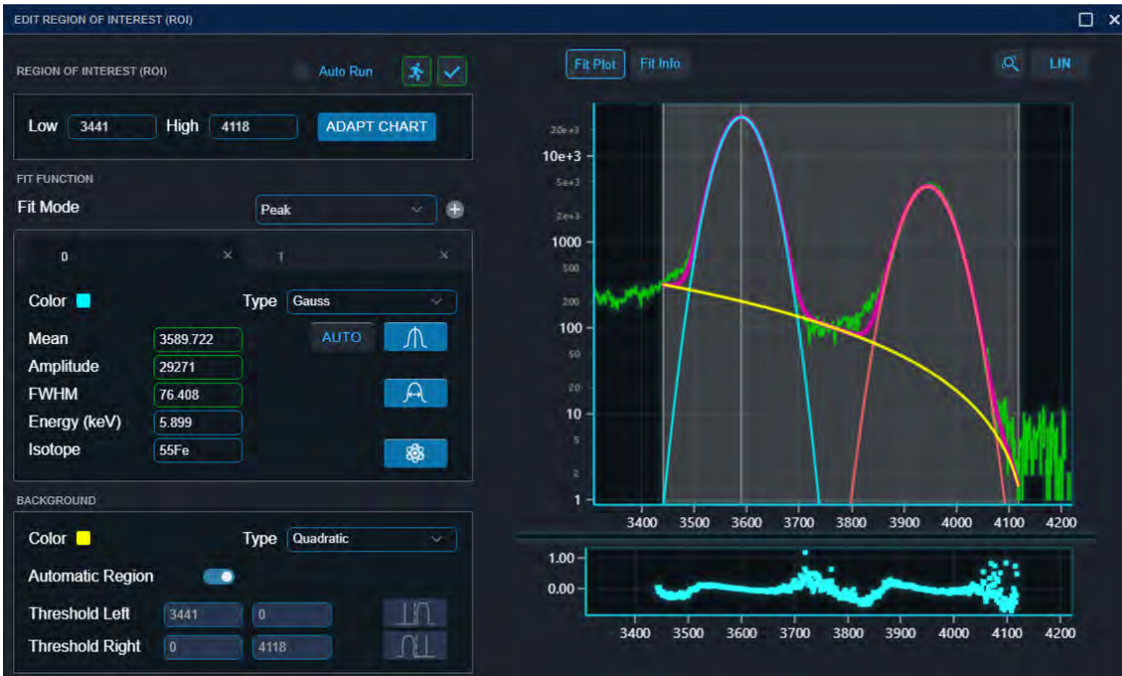 EDIT REGION OF INTEREST (ROI)
REGION OF INTEREST (ROI)
Auto Run
Low 3441 High 4118 ADAPT CHART
FIT FUNCTION
Fit Mode Peak
0 1
Color Type Gauss
Mean 3589.722 AUTO
Amplitude 29271
FWHM 76.408
Energy (keV) 5.899
Isotope 55Fe
BACKGROUND
Color Type Quadratic
Automatic Region
Threshold Left 3441 0
Threshold Right 0 4118
Fit Plot Fit Info LIN
20e+3
10e+3
5e+3
2e+3
1000
500
200
100
50
20
10
5
2
1
3400 3500 3600 3700 3800 3900 4000 4100 4200
1.00
0.00
3400 3500 3600 3700 3800 3900 4000 4100 4200